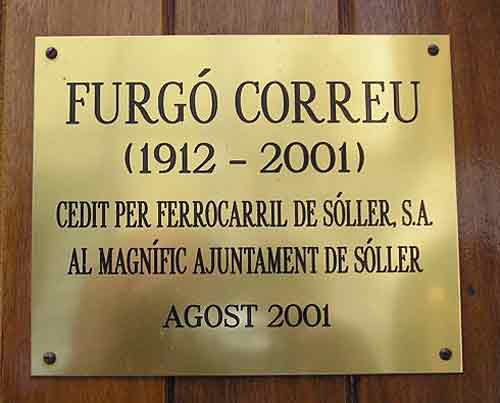 FURGÓ CORREU
(1912 – 2001)
CEDIT PER FERROCARRIL DE SÓLLER, S.A.
AL MAGNÍFIC AJUNTAMENT DE SÓLLER
AGOST 2001